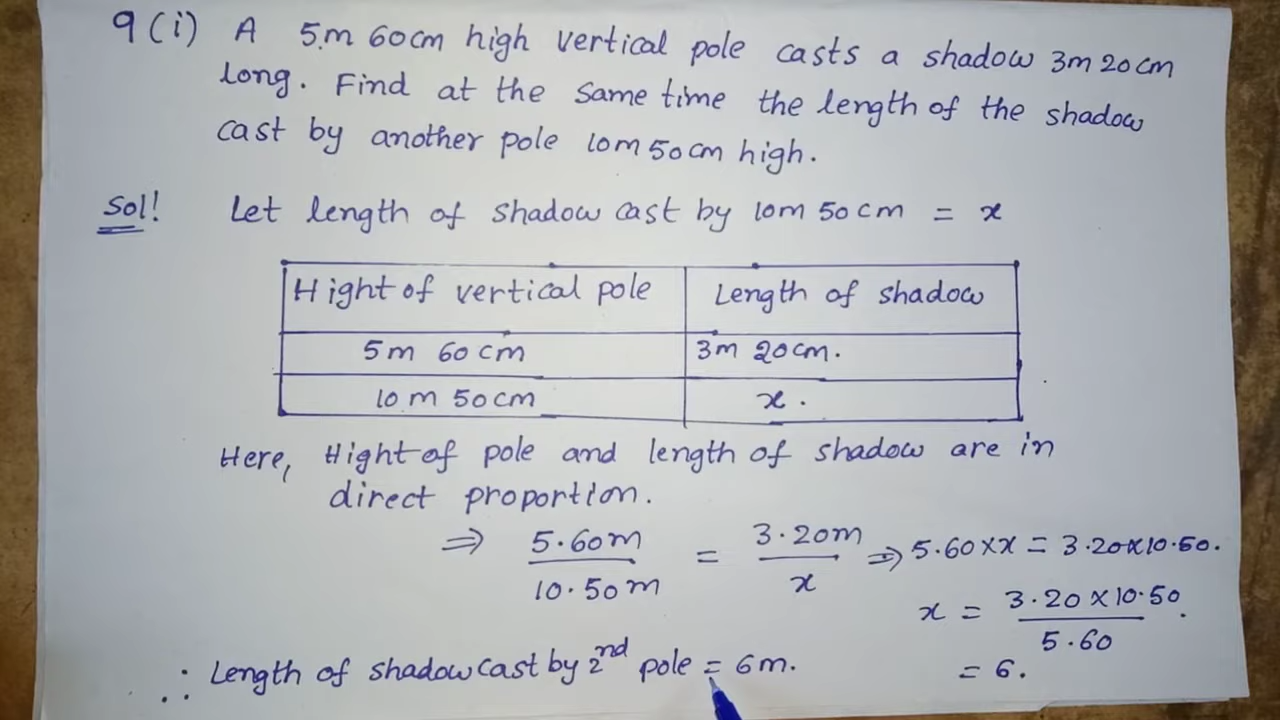 9 (i) A 5m 60cm high vertical pole casts a shadow 3m 20cm
long. Find at the same time the length of the shadow
cast by another pole 10m 50cm high.
Sol! Let length of shadow cast by 10m 50cm = x
Hight of vertical pole Length of shadow
5m 60cm 3m 20cm.
10m 50cm x.
Here, Hight of pole and length of shadow are in
direct proportion.
⇒ 5.60m / 10.50m = 3.20m / x ⇒ 5.60 X x = 3.20x10.50.
x = 3.20 X 10.50 / 5.60.
= 6.
∴ Length of shadow cast by 2nd pole = 6m.